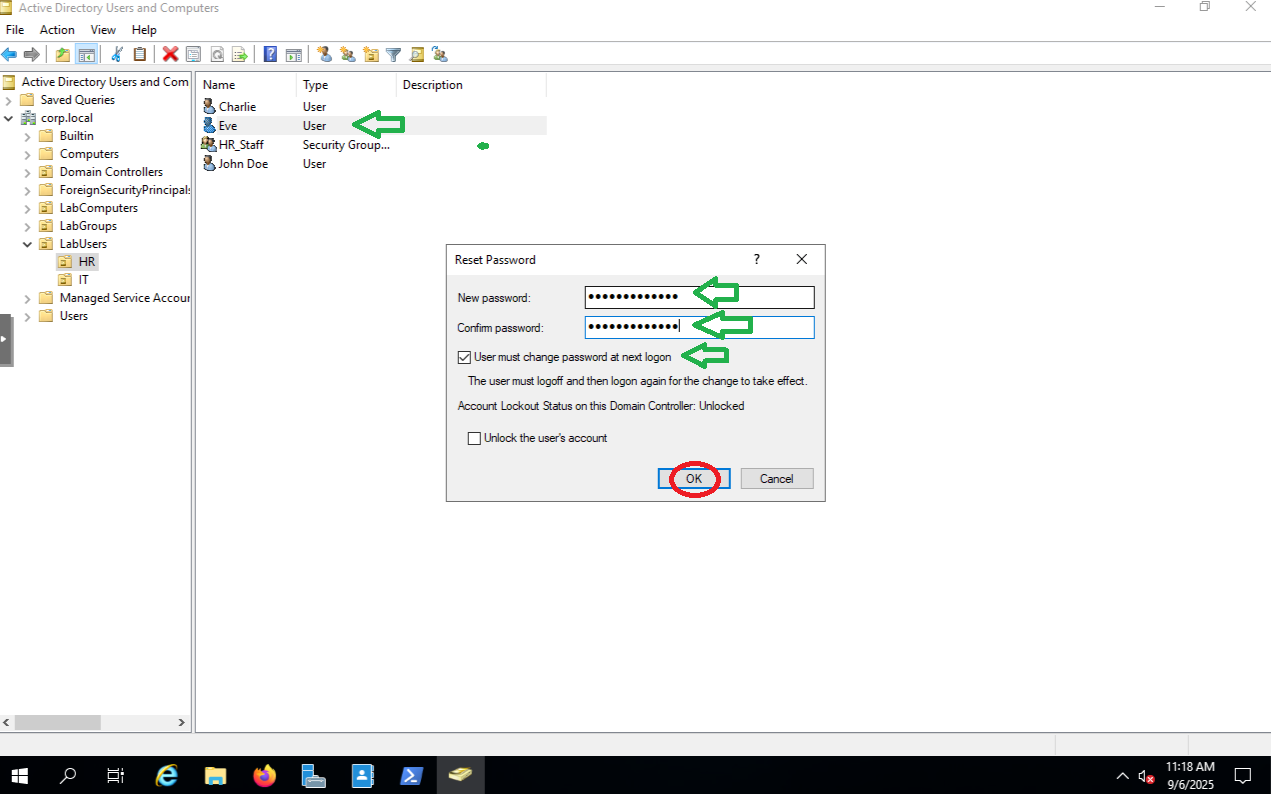 Active Directory Users and Computers
File Action View Help
Active Directory Users and Com
Saved Queries
corp.local
Builtin
Computers
Domain Controllers
ForeignSecurityPrincipals
LabComputers
LabGroups
LabUsers
HR
IT
Managed Service Accour
Users
Name Type Description
Charlie User
Eve User
HR_Staff Security Group...
John Doe User
Reset Password ?
New password: •••••••••••••
Confirm password: •••••••••••••
User must change password at next logon
The user must logoff and then logon again for the change to take effect.
Account Lockout Status on this Domain Controller: Unlocked
Unlock the user's account
OK Cancel
11:18 AM
9/6/2025